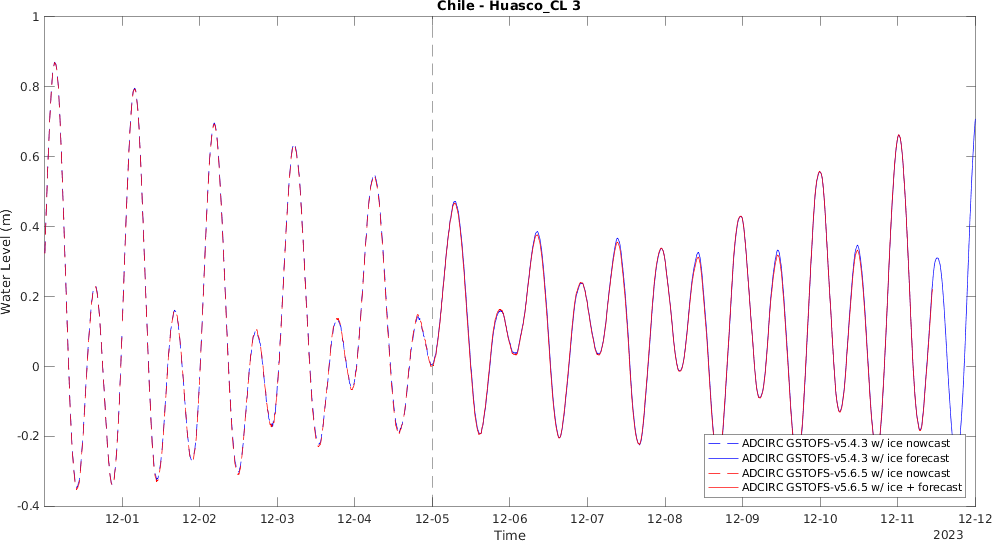 Chile - Huasco_CL 3
Water Level (m)
1
0.8
0.6
0.4
0.2
0
-0.2
-0.4
12-01 12-02 12-03 12-04 12-05 12-06 12-07 12-08 12-09 12-10 12-11 12-12
Time
2023
ADCIRC GSTOFS-v5.4.3 w/ ice nowcast
ADCIRC GSTOFS-v5.4.3 w/ ice forecast
ADCIRC GSTOFS-v5.6.5 w/ ice nowcast
ADCIRC GSTOFS-v5.6.5 w/ ice + forecast